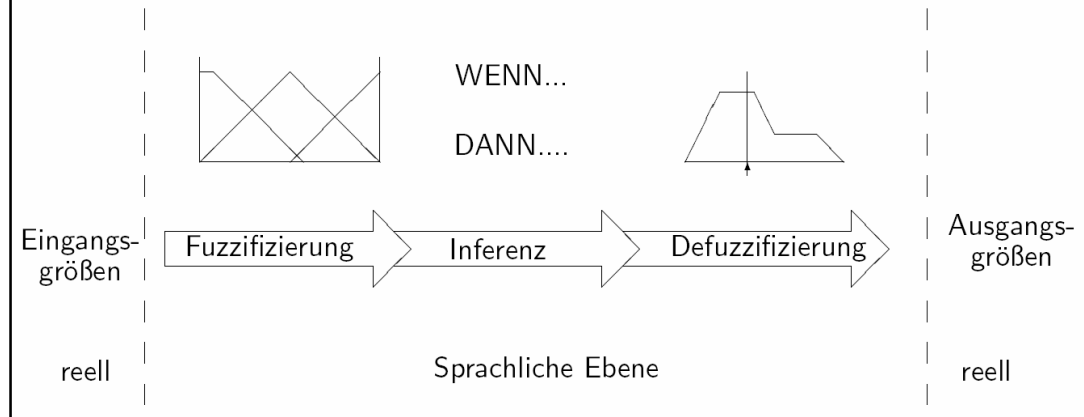 WENN...
DANN....
Eingangs-
größen
Fuzzifizierung
Inferenz
Defuzzifizierung
Ausgangs-
größen
reell
Sprachliche Ebene
reell